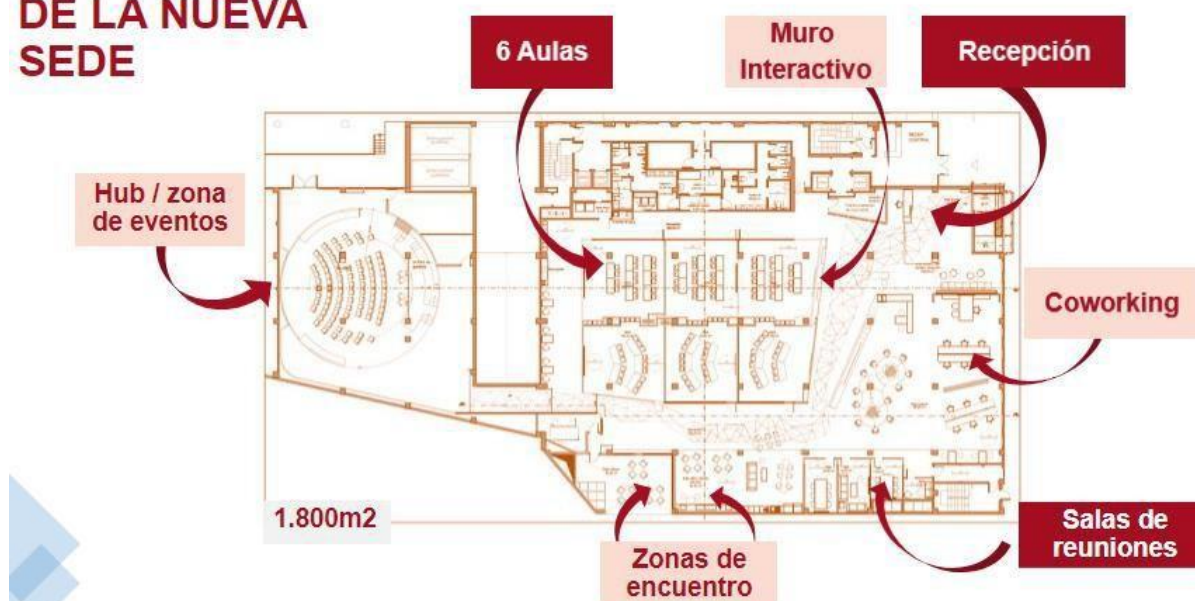 DE LA NUEVA
SEDE
6 Aulas
Muro
Interactivo
Recepción
Hub / zona
de eventos
Coworking
1.800m2
Zonas de
encuentro
Salas de
reuniones